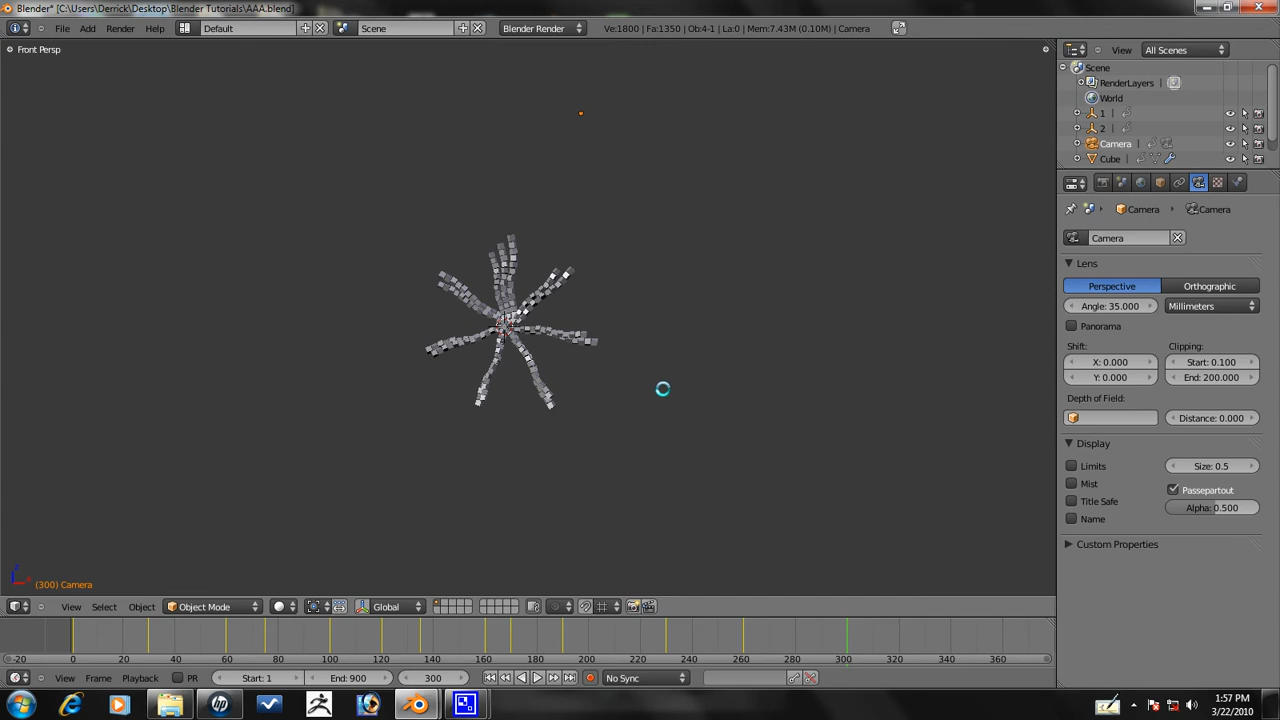 Blender* [C:\Users\Derrick\Desktop\Blender Tutorials\AAA.blend]
File Add Render Help Default Scene Blender Render Ve:1800 | Fa:1350 | Ob:4-1 | La:0 | Mem:7.43M (0.10M) | Camera
Front Persp
View All Scenes
Scene
RenderLayers
World
1
2
Camera
Cube
Camera Camera
Camera
Lens
Perspective Orthographic
Angle: 35.000 Millimeters
Panorama
Shift: Clipping:
X: 0.000 Start: 0.100
Y: 0.000 End: 200.000
Depth of Field:
Distance: 0.000
Display
Limits Size: 0.5
Mist Passepartout
Title Safe Alpha: 0.500
Name
Custom Properties
(300) Camera
View Select Object Object Mode Global
-20 0 20 40 60 80 100 120 140 160 180 200 220 240 260 280 300 320 340 360
View Frame Playback PR Start: 1 End: 900 300 No Sync
1:57 PM
3/22/2010